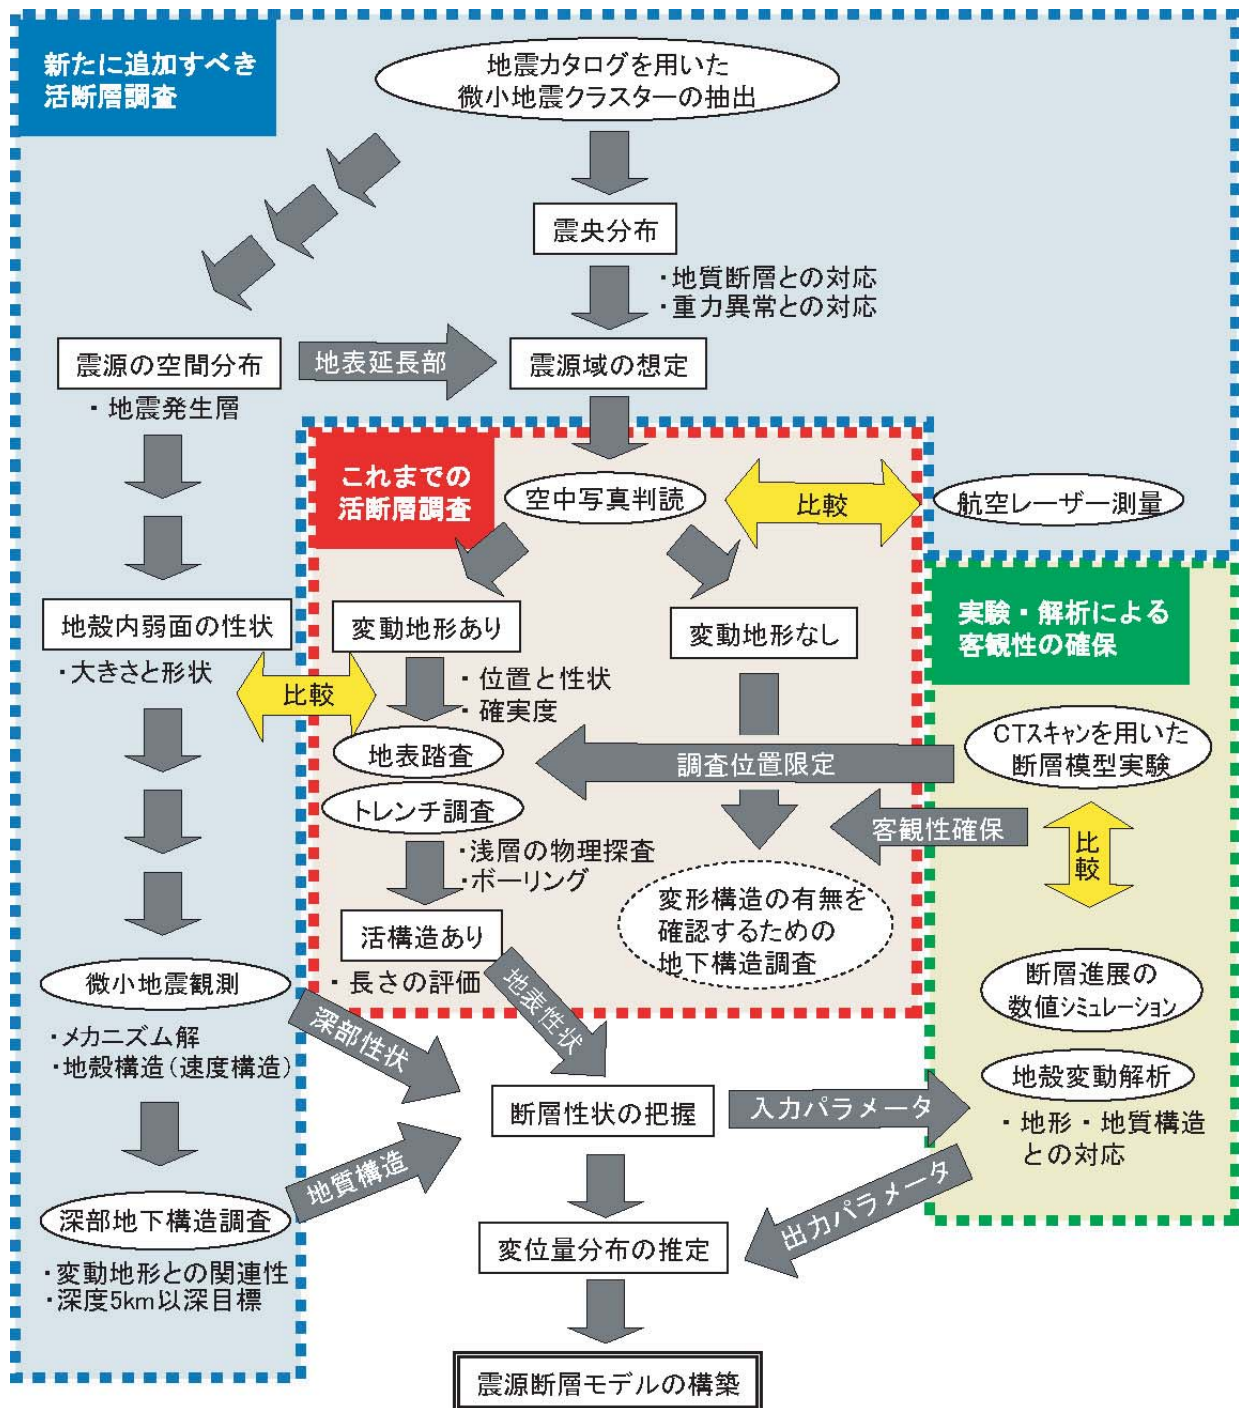 新たに追加すべき
活断層調査
地震カタログを用いた
微小地震クラスターの抽出
震央分布
・地質断層との対応
・重力異常との対応
震源の空間分布
・地震発生層
地表延長部
震源域の想定
これまでの
活断層調査
空中写真判読
比較
航空レーザー測量
実験・解析による
客観性の確保
地殻内弱面の性状
・大きさと形状
比較
変動地形あり
・位置と性状
・確実度
変動地形なし
地表踏査
トレンチ調査
調査位置限定
CTスキャンを用いた
断層模型実験
客観性確保
比較
・浅層の物理探査
・ボーリング
活構造あり
・長さの評価
変形構造の有無を
確認するための
地下構造調査
微小地震観測
・メカニズム解
・地殻構造(速度構造)
深部性状
地表性状
断層進展の
数値シミュレーション
地殻変動解析
・地形・地質構造
との対応
断層性状の把握
入力パラメータ
地質構造
出力パラメータ
深部地下構造調査
・変動地形との関連性
・深度5km以深目標
変位量分布の推定
震源断層モデルの構築